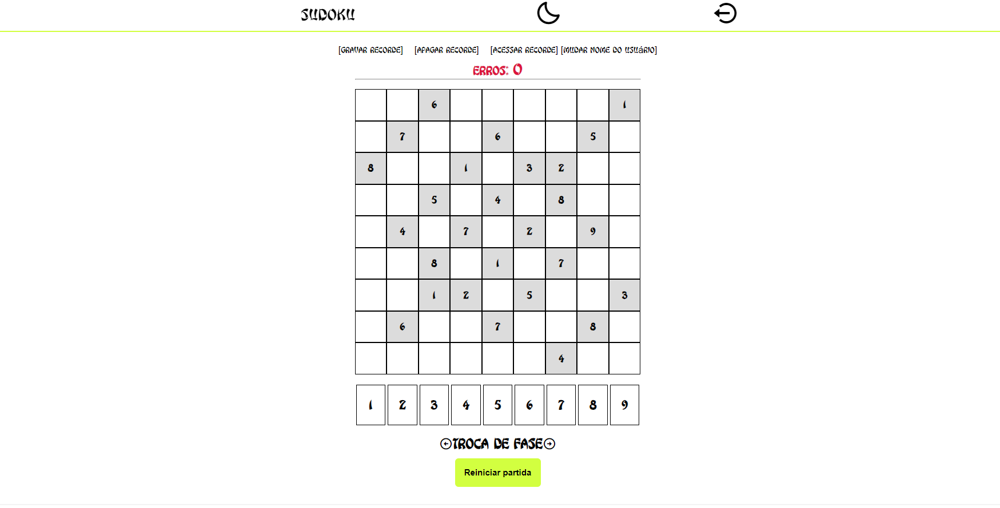 SUDOKU
[GRAVAR RECORDE] [APAGAR RECORDE] [ACESSAR RECORDE] [MUDAR NOME DO USUÁRIO]
ERROS: 0
6 1
7 6 5
8 1 3 2
5 4 8
4 7 2 9
8 1 7
1 2 5 3
6 7 8
4
1 2 3 4 5 6 7 8 9
TROCA DE FASE
Reiniciar partida